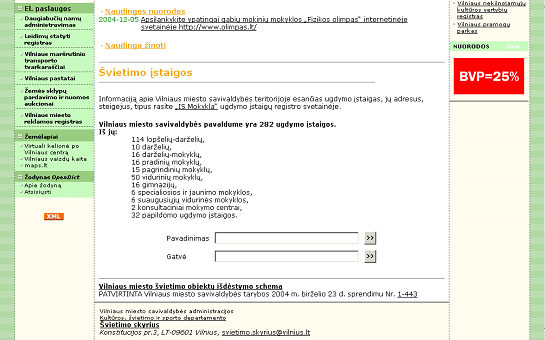 El. paslaugos
Daugiabučių namų
administravimas
Leidimų statyti
registras
Vilniaus maršrutinio
transporto
tvarkaraščiai
Vilniaus pastatai
Žemės sklypų
pardavimo ir nuomos
aukcionai
Vilniaus miesto
reklamos registras
Žemėlapiai
Virtuali kelionė po
Vilniaus centrą
Vilniaus vaizdų kaita
maps.lt
Žodynas OpenDict
Apie žodyną
Atsisiųsti
XML
Naudingos nuorodos
2004-12-05 Apsilankykite ypatingai gabių mokinių mokyklos „Fizikos olimpas" internetinėje
svetainėje http://www.olimpas.lt/
Naudinga žinoti
Švietimo įstaigos
Informaciją apie Vilniaus miesto savivaldybės teritorijoje esančias ugdymo įstaigas, jų adresus,
steigėjus, tipus rasite „IS Mokykla" ugdymo įstaigų registro svetainėje.
Vilniaus miesto savivaldybės pavaldume yra 282 ugdymo įstaigos.
Iš jų:
114 lopšelių-darželių,
10 darželių,
16 darželių-mokyklų,
16 pradinių mokyklų,
15 pagrindinių mokyklų,
50 vidurinių mokyklų,
16 gimnazijų,
6 specialiosios ir jaunimo mokyklos,
6 suaugusiųjų vidurinės mokyklos,
2 konsultaciniai mokymo centrai,
32 papildomo ugdymo įstaigos.
Pavadinimas >>
Gatvė >>
Vilniaus miesto švietimo objektų išdėstymo schema
PATVIRTINTA Vilniaus miesto savivaldybės tarybos 2004 m. birželio 23 d. sprendimu Nr. 1-443
Vilniaus miesto savivaldybės administracijos
Kultūros, švietimo ir sporto departamento
Švietimo skyrius
Konstitucijos pr.3, LT-09601 Vilnius, svietimo.skyrius@vilnius.lt
Vilniaus nekilnojamųjų
kultūros vertybių
registras
Vilniaus pramogų
parkas
NUORODOS
BVP=25%